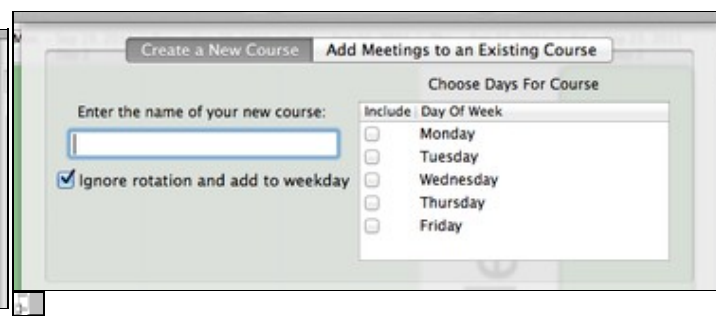 Create a New Course Add Meetings to an Existing Course
Choose Days For Course
Enter the name of your new course:
Include Day Of Week
Monday
Tuesday
Ignore rotation and add to weekday
Wednesday
Thursday
Friday